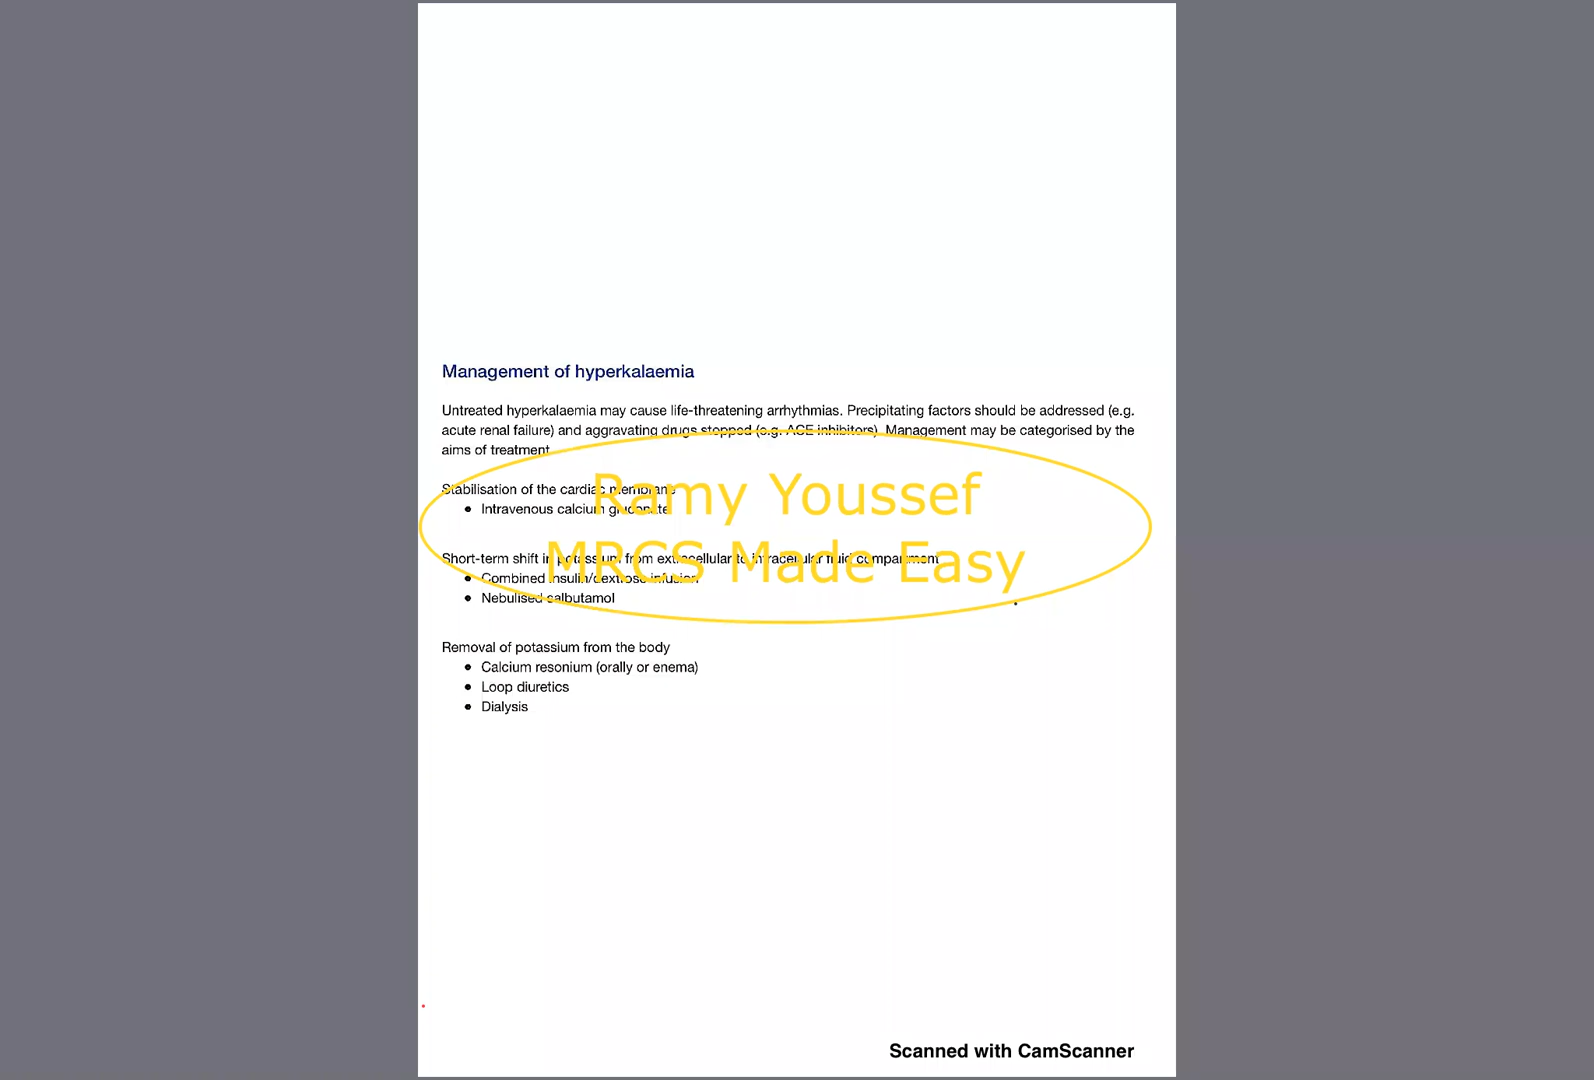 Management of hyperkalaemia
Untreated hyperkalaemia may cause life-threatening arrhythmias. Precipitating factors should be addressed (e.g.
acute renal failure) and aggravating drugs stopped (e.g. ACE inhibitors). Management may be categorised by the
aims of treatment
Stabilisation of the cardiac membrane
• Intravenous calcium gluconate
Short-term shift in potassium from extracellular to intracellular fluid compartment
• Combined insulin/dextrose infusion
• Nebulised salbutamol
Ramy Youssef
MRCS Made Easy
Removal of potassium from the body
• Calcium resonium (orally or enema)
• Loop diuretics
• Dialysis
Scanned with CamScanner